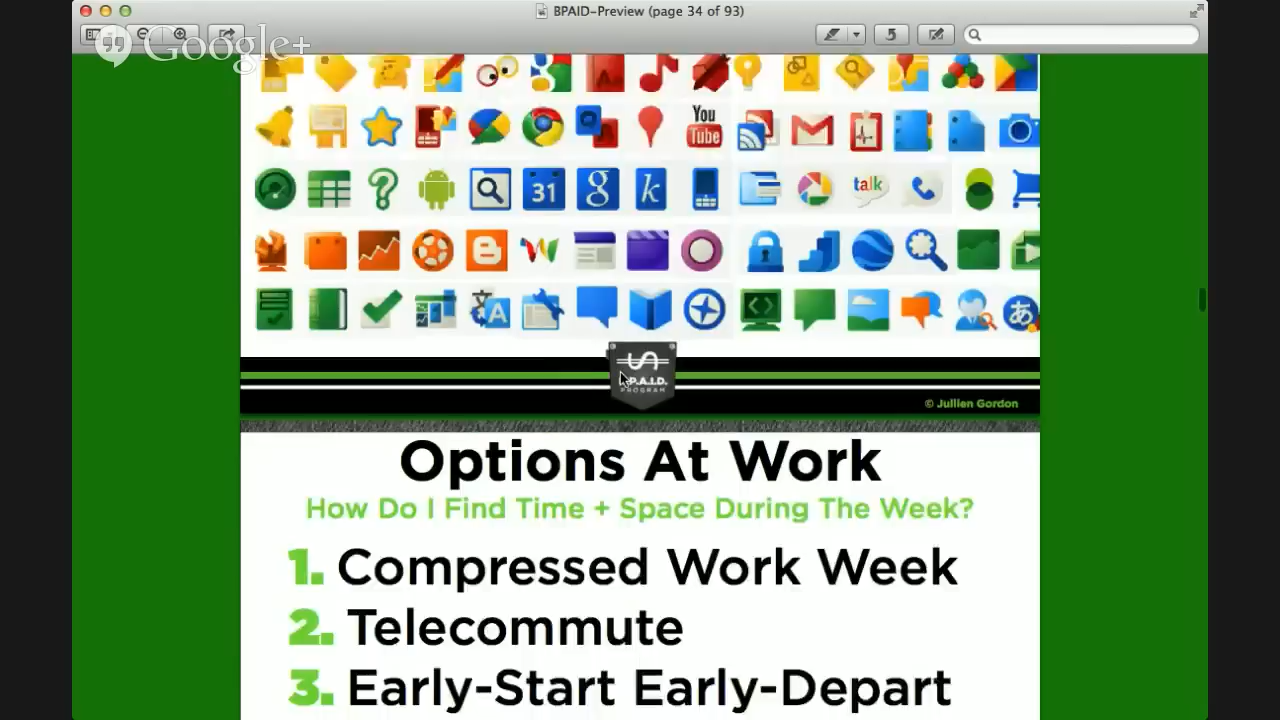 BPAID-Preview (page 34 of 93)
Google+
You
Tube
31
g
k
talk
A
あ
P.A.I.D.
PROGRAM
© Jullien Gordon
Options At Work
How Do I Find Time + Space During The Week?
1. Compressed Work Week
2. Telecommute
3. Early-Start Early-Depart